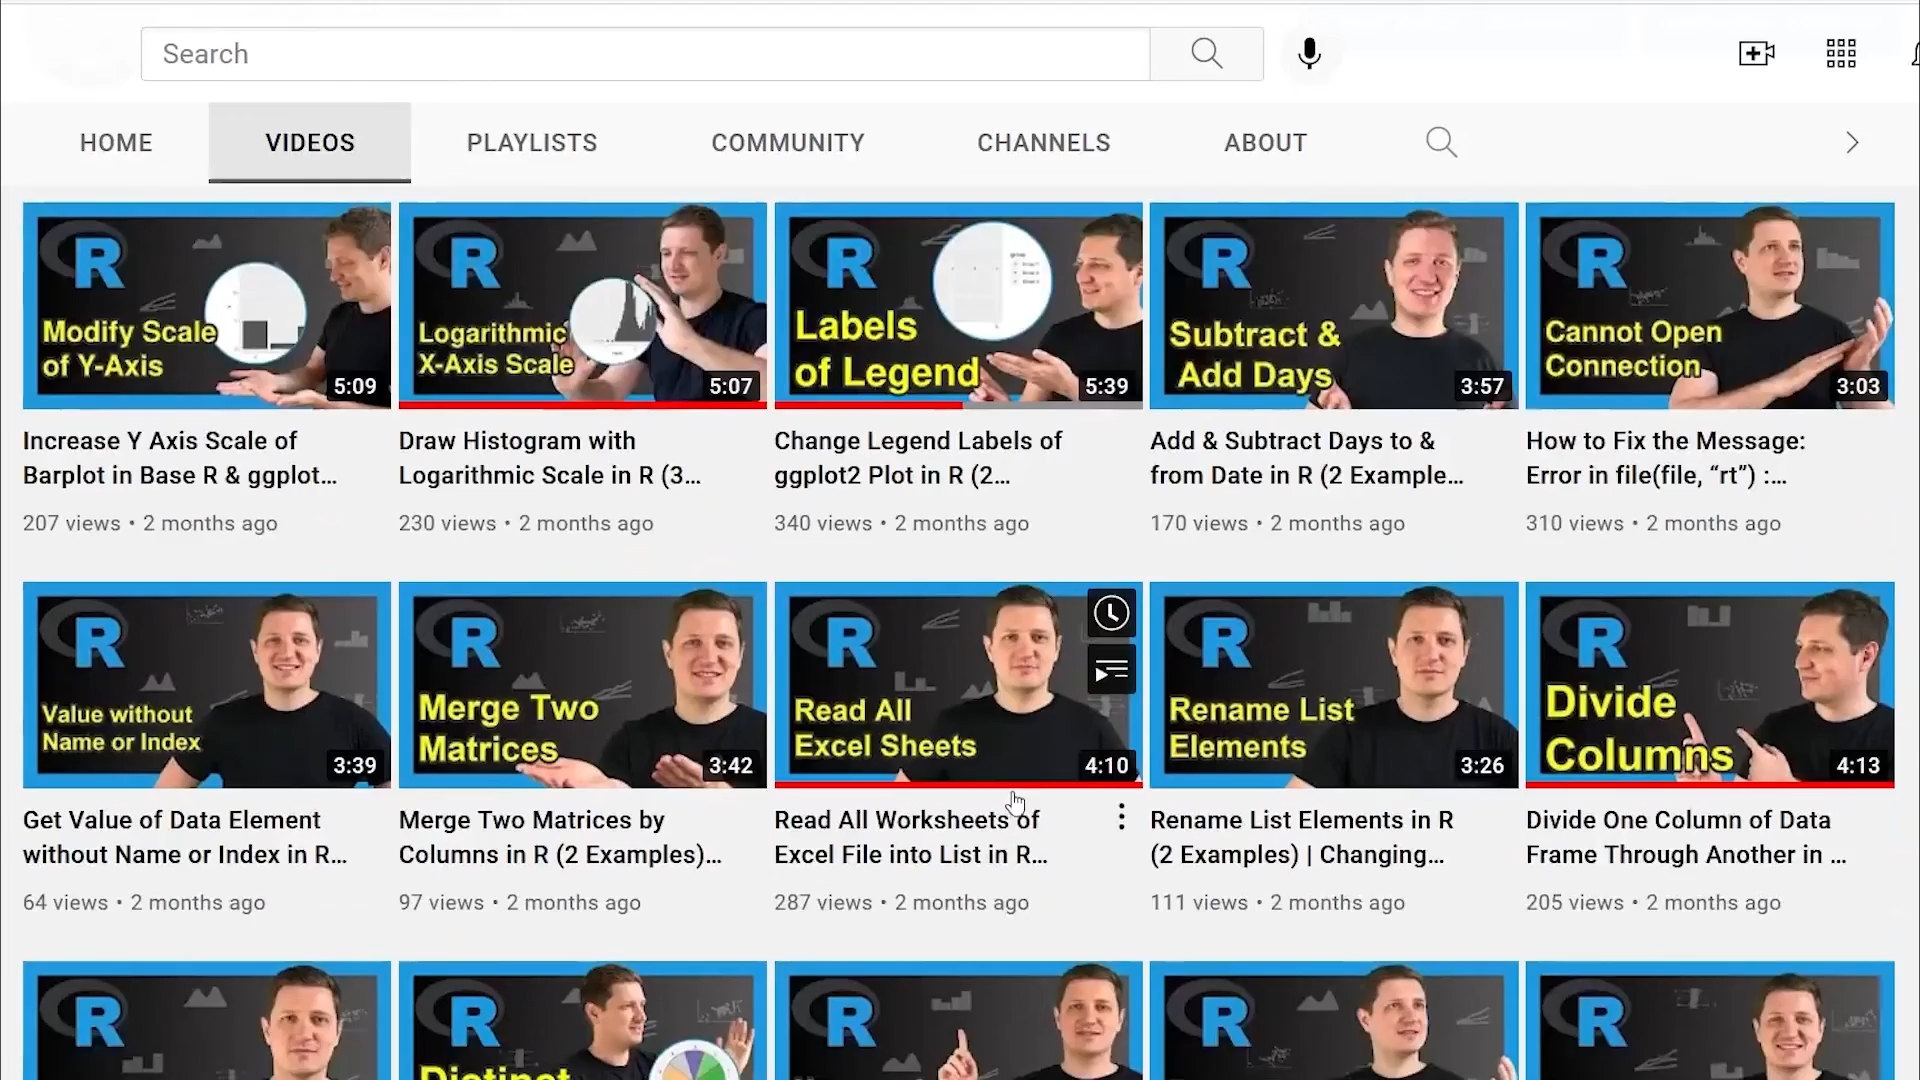 Search
HOME
VIDEOS
PLAYLISTS
COMMUNITY
CHANNELS
ABOUT
R
Modify Scale
of Y-Axis
5:09
R
Logarithmic
X-Axis Scale
5:07
R
Labels
of Legend
5:39
R
Subtract &
Add Days
3:57
R
Cannot Open
Connection
3:03
Increase Y Axis Scale of
Barplot in Base R & ggplot...
207 views • 2 months ago
Draw Histogram with
Logarithmic Scale in R (3...
230 views • 2 months ago
Change Legend Labels of
ggplot2 Plot in R (2...
340 views • 2 months ago
Add & Subtract Days to &
from Date in R (2 Example...
170 views • 2 months ago
How to Fix the Message:
Error in file(file, “rt”) :...
310 views • 2 months ago
R
Value without
Name or Index
3:39
R
Merge Two
Matrices
3:42
R
Read All
Excel Sheets
4:10
R
Rename List
Elements
3:26
R
Divide
Columns
4:13
Get Value of Data Element
without Name or Index in R...
64 views • 2 months ago
Merge Two Matrices by
Columns in R (2 Examples)...
97 views • 2 months ago
Read All Worksheets of
Excel File into List in R...
287 views • 2 months ago
Rename List Elements in R
(2 Examples) | Changing...
111 views • 2 months ago
Divide One Column of Data
Frame Through Another in ...
205 views • 2 months ago
R
R
Distinct
R
R
R